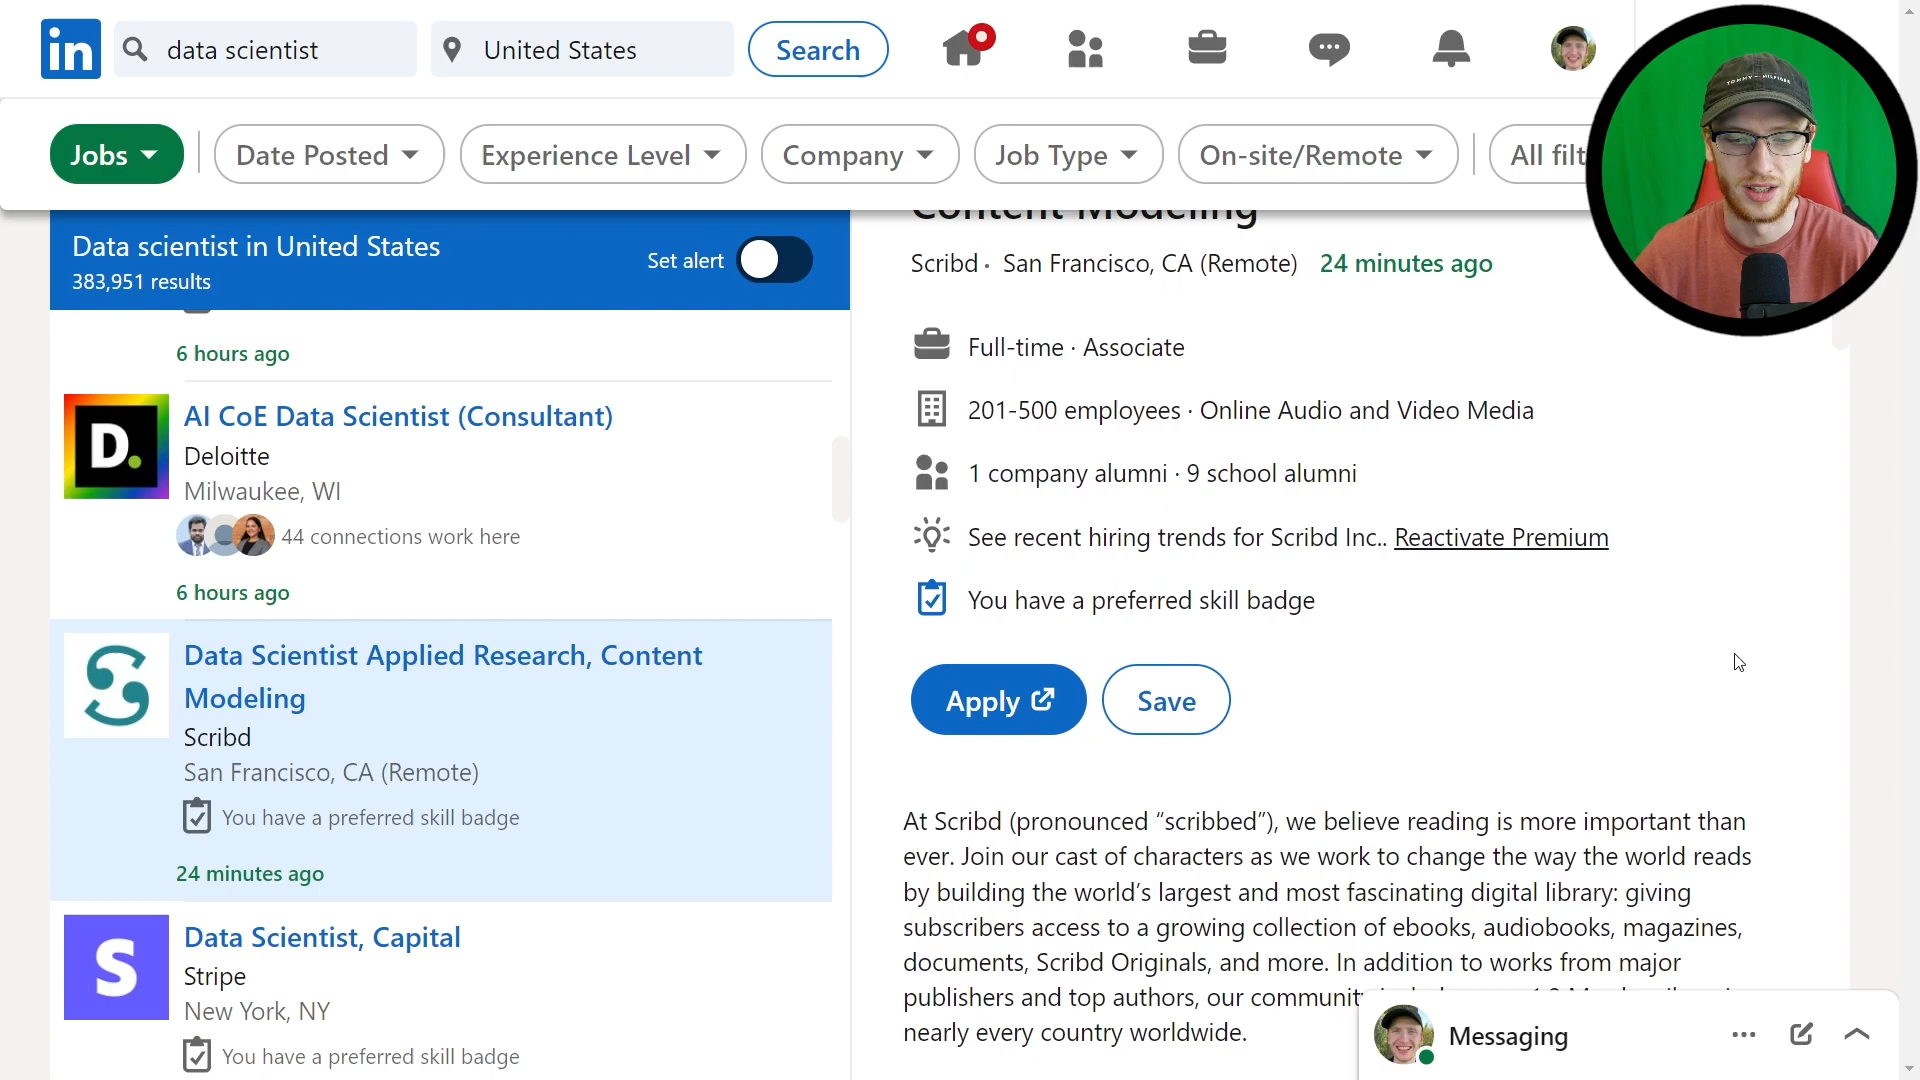 in
data scientist
United States
Search
TOMMY HILFIGER
Jobs
Date Posted
Experience Level
Company
Job Type
On-site/Remote
All filt
Data scientist in United States
383,951 results
Set alert
6 hours ago
D.
AI CoE Data Scientist (Consultant)
Deloitte
Milwaukee, WI
44 connections work here
6 hours ago
Data Scientist Applied Research, Content
Modeling
Scribd
San Francisco, CA (Remote)
You have a preferred skill badge
24 minutes ago
S
Data Scientist, Capital
Stripe
New York, NY
You have a preferred skill badge
Content Modeling
Scribd · San Francisco, CA (Remote) 24 minutes ago
Full-time · Associate
201-500 employees · Online Audio and Video Media
1 company alumni · 9 school alumni
See recent hiring trends for Scribd Inc.. Reactivate Premium
You have a preferred skill badge
Apply
Save
At Scribd (pronounced “scribbed”), we believe reading is more important than
ever. Join our cast of characters as we work to change the way the world reads
by building the world’s largest and most fascinating digital library: giving
subscribers access to a growing collection of ebooks, audiobooks, magazines,
documents, Scribd Originals, and more. In addition to works from major
publishers and top authors, our community
nearly every country worldwide.
Messaging